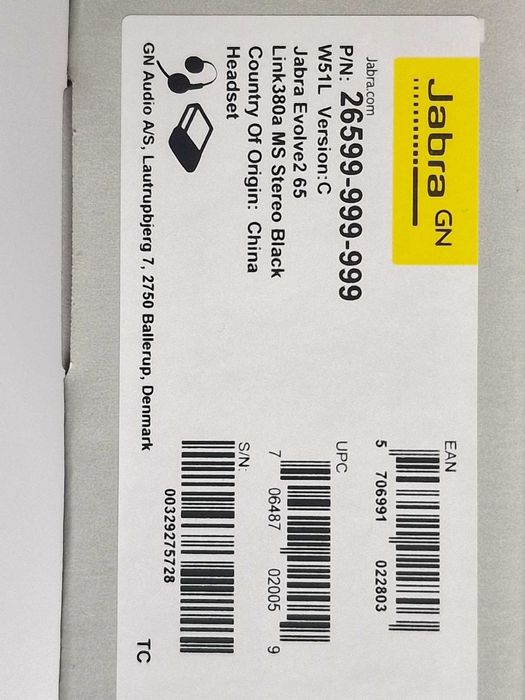 Jabra GN
Jabra.com
P/N: 26599-999-999
W51L Version:C
Jabra Evolve2 65
Link380a MS Stereo Black
Country Of Origin: China
Headset
GN Audio A/S, Lautrupbjerg 7, 2750 Ballerup, Denmark
EAN
5 706991 022803
UPC
7 06487 02005 9
S/N:
00329275728
TC